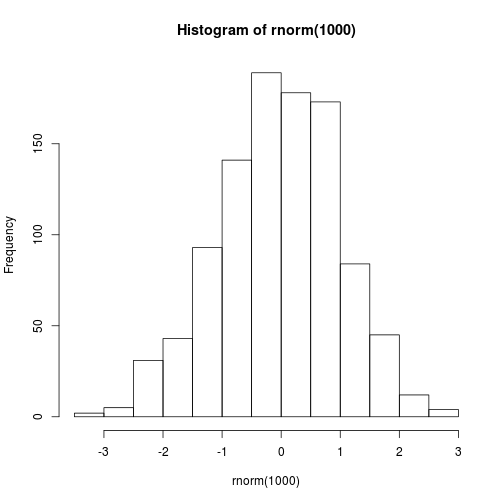 Histogram of rnorm(1000)
Frequency
150
100
50
0
-3 -2 -1 0 1 2 3
rnorm(1000)